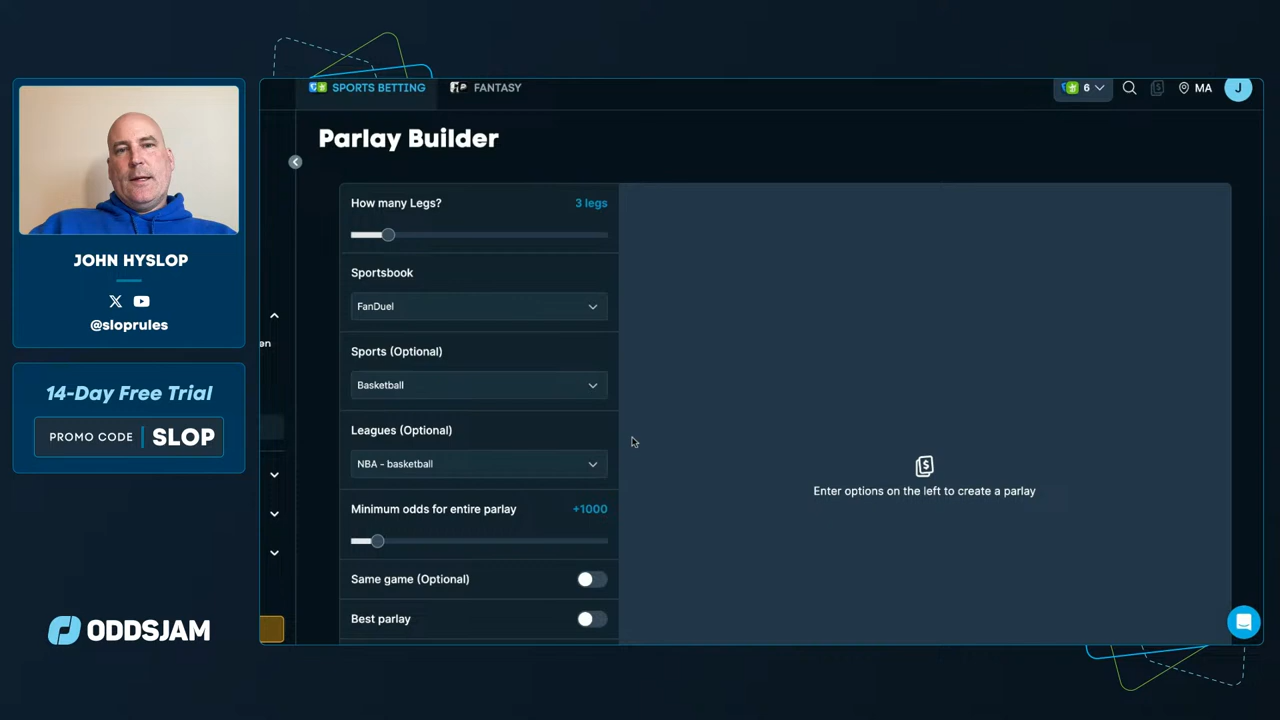 SPORTS BETTING
FANTASY
6
MA
J
Parlay Builder
How many Legs?
3 legs
Sportsbook
FanDuel
Sports (Optional)
Basketball
Leagues (Optional)
NBA - basketball
Minimum odds for entire parlay
+1000
Same game (Optional)
Best parlay
Enter options on the left to create a parlay
en
JOHN HYSLOP
@sloprules
14-Day Free Trial
PROMO CODE | SLOP
ODDSJAM